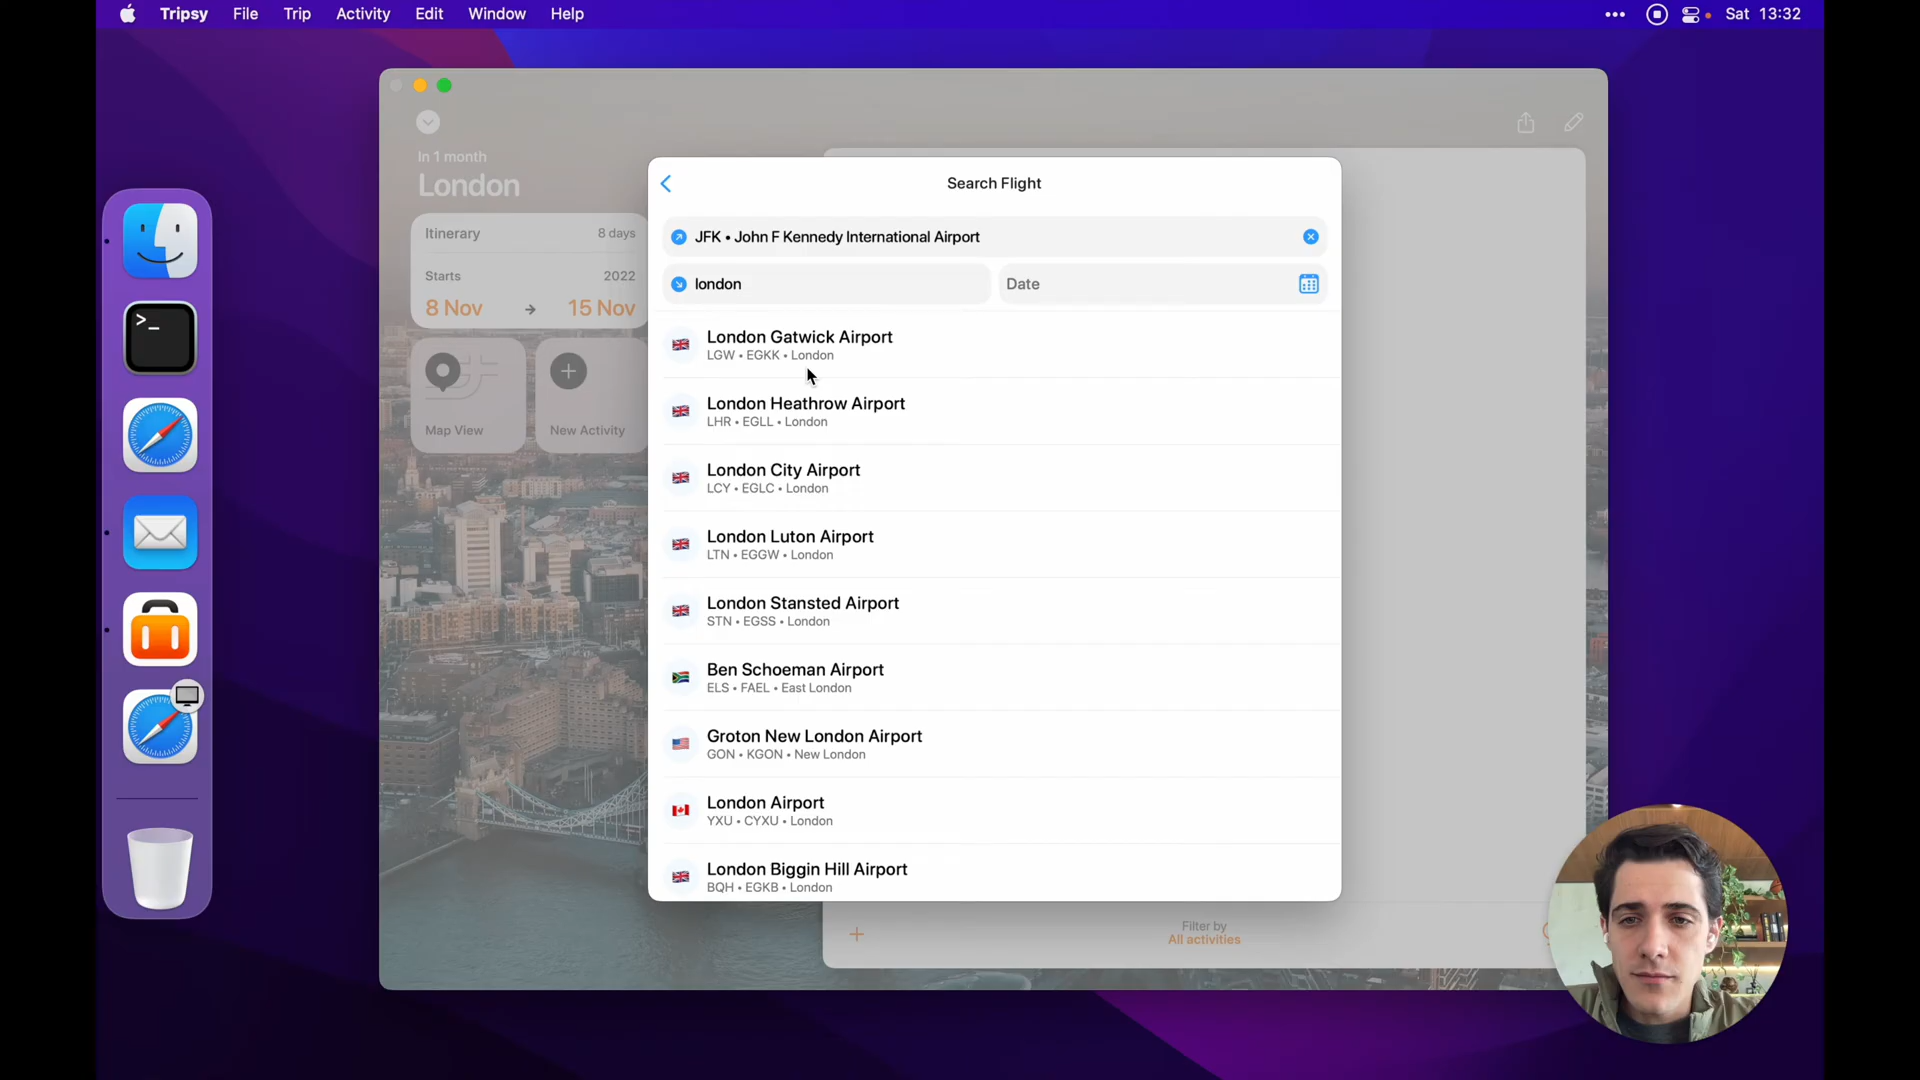 Tripsy File Trip Activity Edit Window Help
Sat 13:32
In 1 month
London
Itinerary 8 days
Starts 2022
8 Nov → 15 Nov
Map View
New Activity
Search Flight
JFK • John F Kennedy International Airport
london
Date
London Gatwick Airport
LGW • EGKK • London
London Heathrow Airport
LHR • EGLL • London
London City Airport
LCY • EGLC • London
London Luton Airport
LTN • EGGW • London
London Stansted Airport
STN • EGSS • London
Ben Schoeman Airport
ELS • FAEL • East London
Groton New London Airport
GON • KGON • New London
London Airport
YXU • CYXU • London
London Biggin Hill Airport
BQH • EGKB • London
Filter by
All activities